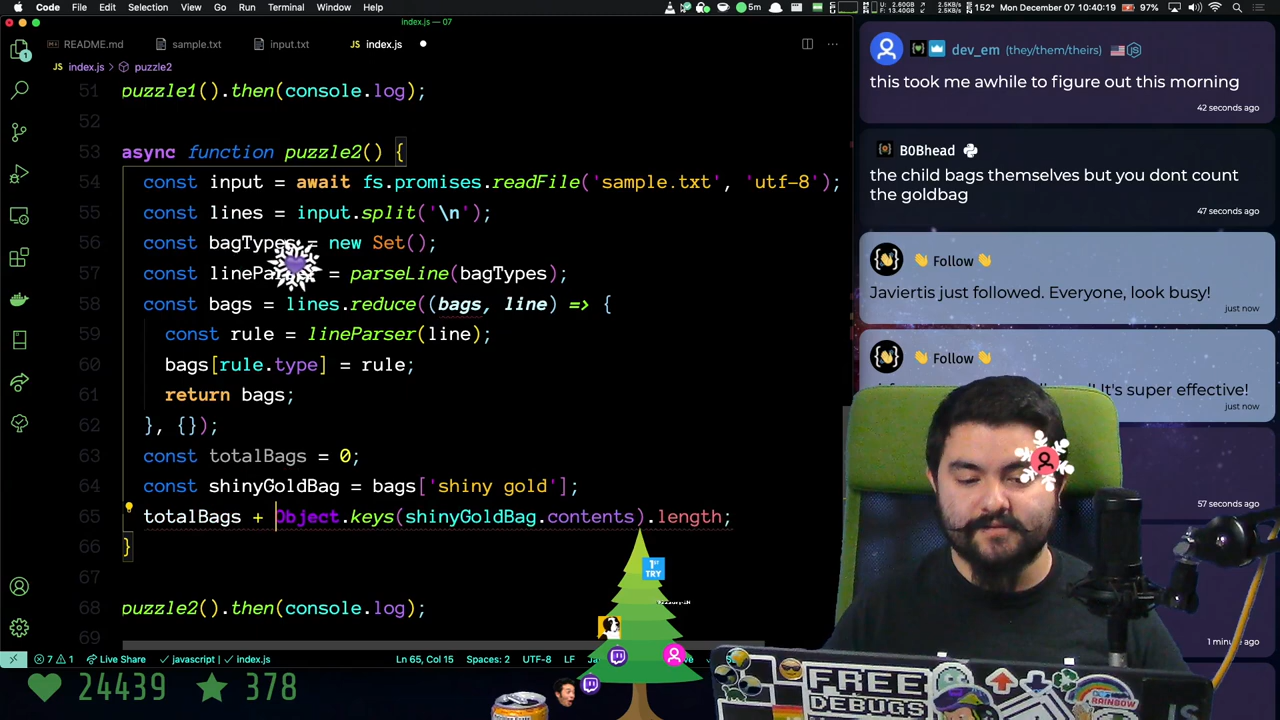 Code File Edit Selection View Go Run Terminal Window Help
5m
Mon December 07 10:40:19
97%
index.js — 07
README.md
sample.txt
input.txt
JS index.js
JS index.js > puzzle2
51 puzzle1().then(console.log);
52
53 async function puzzle2() {
54 const input = await fs.promises.readFile('sample.txt', 'utf-8');
55 const lines = input.split('\n');
56 const bagTypes = new Set();
57 = parseLine(bagTypes);
58 const bags = lines.reduce((bags, line) => {
59 const rule = lineParser(line);
60 bags[rule.type] = rule;
61 return bags;
62 }, {});
63 const totalBags = 0;
64 const shinyGoldBag = bags['shiny gold'];
65 totalBags + Object.keys(shinyGoldBag.contents).length;
66 }
67
68 puzzle2().then(console.log);
69
7 1 Live Share javascript | index.js
Ln 65, Col 15 Spaces: 2 UTF-8 LF
24439 378
dev_em (they/them/theirs)
this took me awhile to figure out this morning
42 seconds ago
B0Bhead
the child bags themselves but you dont count
the goldbag
47 seconds ago
Follow
Javiertis just followed. Everyone, look busy!
just now
Follow
It's super effective!
just now
57 seconds ago
1 minute ago
1ST
TRY
FREE
DEBUGS
RAINBOW